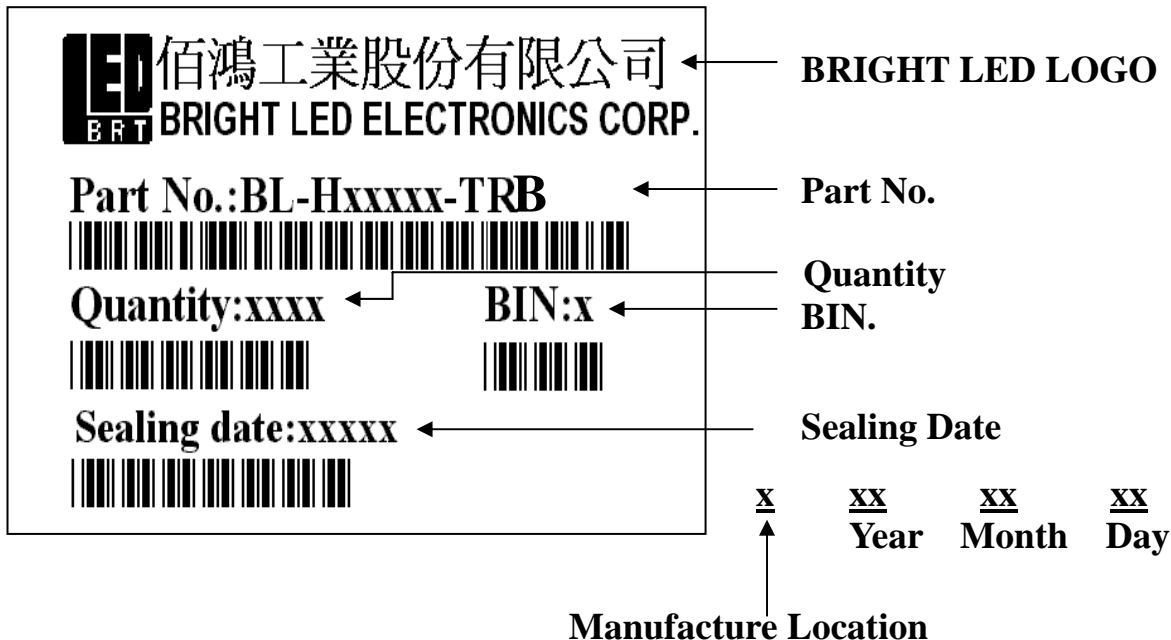 LED
BRT
佰鴻工業股份有限公司
BRIGHT LED ELECTRONICS CORP.
BRIGHT LED LOGO
Part No.:BL-Hxxxxx-TRB
Part No.
Quantity:xxxx
BIN:x
Quantity
BIN.
Sealing date:xxxxx
Sealing Date
x xx xx xx
Year Month Day
Manufacture Location